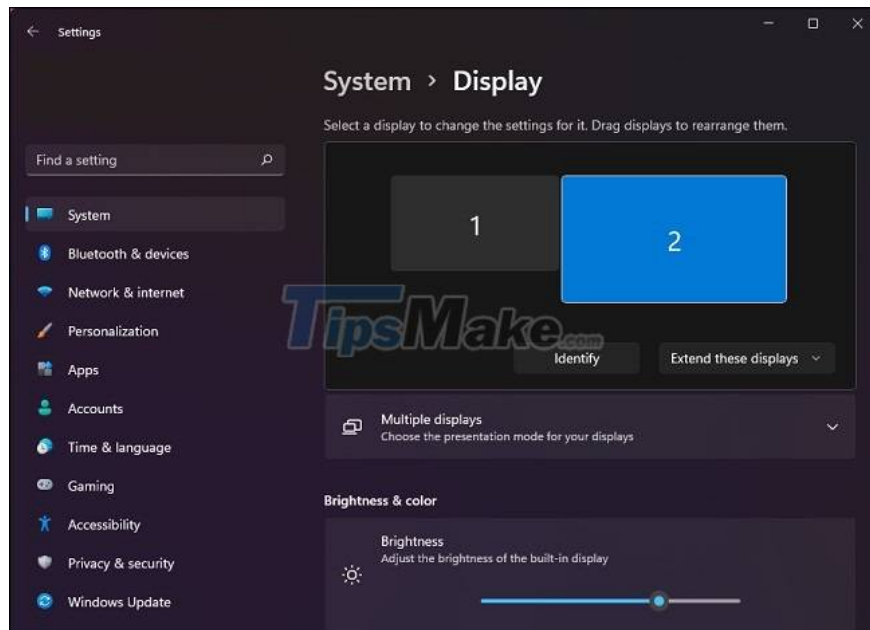 Settings
System > Display
Select a display to change the settings for it. Drag displays to rearrange them.
Find a setting
System
Bluetooth & devices
Network & internet
Personalization
Apps
Accounts
Time & language
Gaming
Accessibility
Privacy & security
Windows Update
1
2
TipsMake.com
Identify
Extend these displays
Multiple displays
Choose the presentation mode for your displays
Brightness & color
Brightness
Adjust the brightness of the built-in display